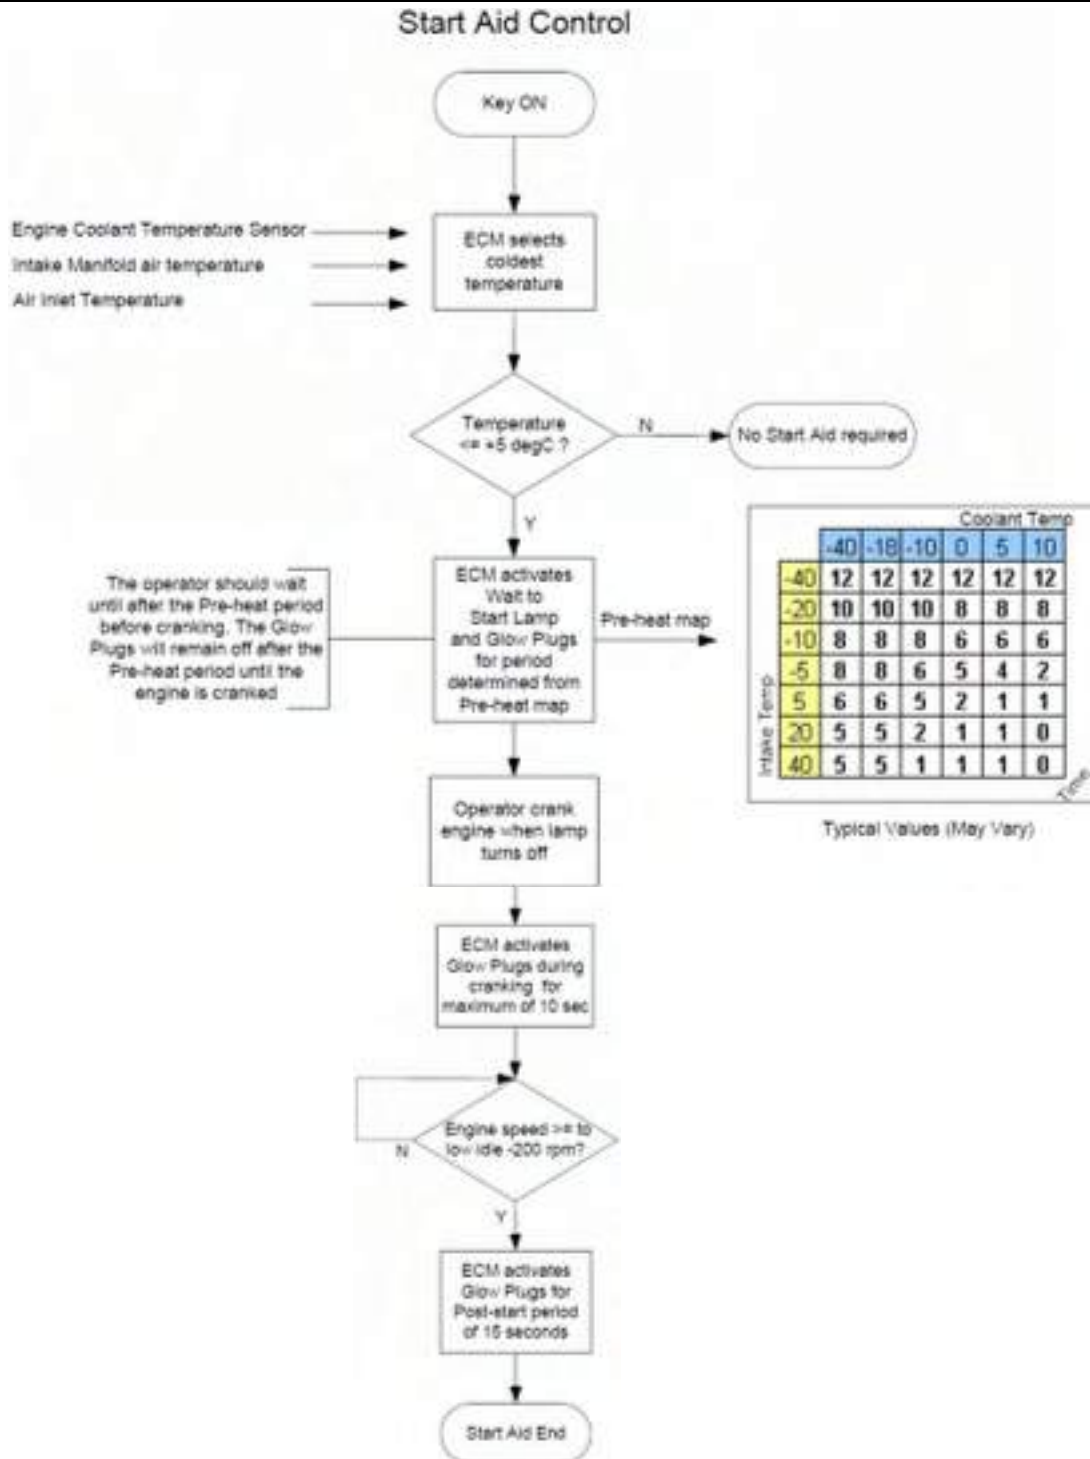 Start Aid Control
Key ON
Engine Coolant Temperature Sensor
Intake Manifold air temperature
Air Inlet Temperature
ECM selects
coldest
temperature
Temperature
<= +5 degC ?
N
No Start Aid required
Y
The operator should wait
until after the Pre-heat period
before cranking. The Glow
Plugs will remain off after the
Pre-heat period until the
engine is cranked
ECM activates
Wait to
Start Lamp
and Glow Plugs
for period
determined from
Pre-heat map
Pre-heat map
Coolant Temp
-40 -18 -10 0 5 10
-40 12 12 12 12 12 12
-20 10 10 10 8 8 8
-10 8 8 8 6 6 6
-5 8 8 6 5 4 2
5 6 6 5 2 1 1
20 5 5 2 1 1 0
40 5 5 1 1 1 0
Intake Temp
Time
Typical Values (May Vary)
Operator crank
engine when lamp
turns off
ECM activates
Glow Plugs during
cranking for
maximum of 10 sec
Engine speed >= to
low idle -200 rpm?
N
Y
ECM activates
Glow Plugs for
Post-start period
of 15 seconds
Start Aid End